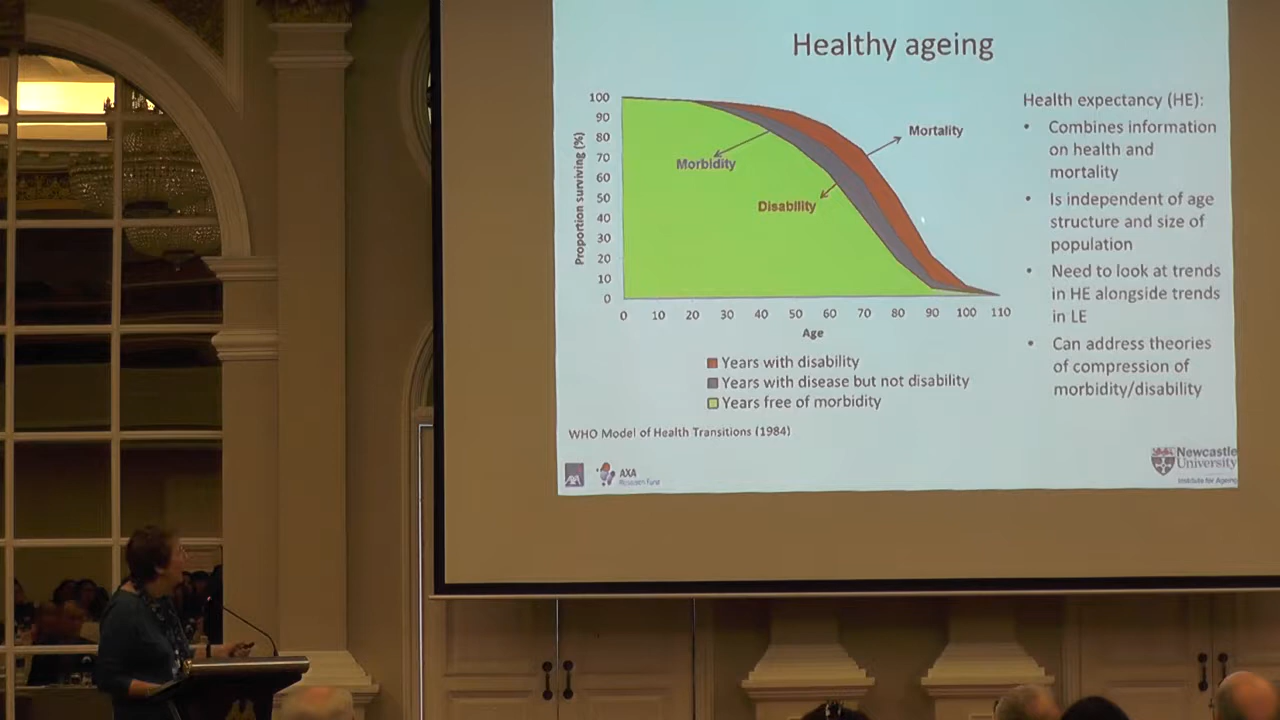 Healthy ageing
100
90
80
70
60
50
40
30
20
10
0
Proportion surviving (%)
Mortality
Morbidity
Disability
0 10 20 30 40 50 60 70 80 90 100 110
Age
Years with disability
Years with disease but not disability
Years free of morbidity
WHO Model of Health Transitions (1984)
Health expectancy (HE):
• Combines information
on health and
mortality
• Is independent of age
structure and size of
population
• Need to look at trends
in HE alongside trends
in LE
• Can address theories
of compression of
morbidity/disability
AXA
Research Fund
Newcastle
University
Institute for Ageing